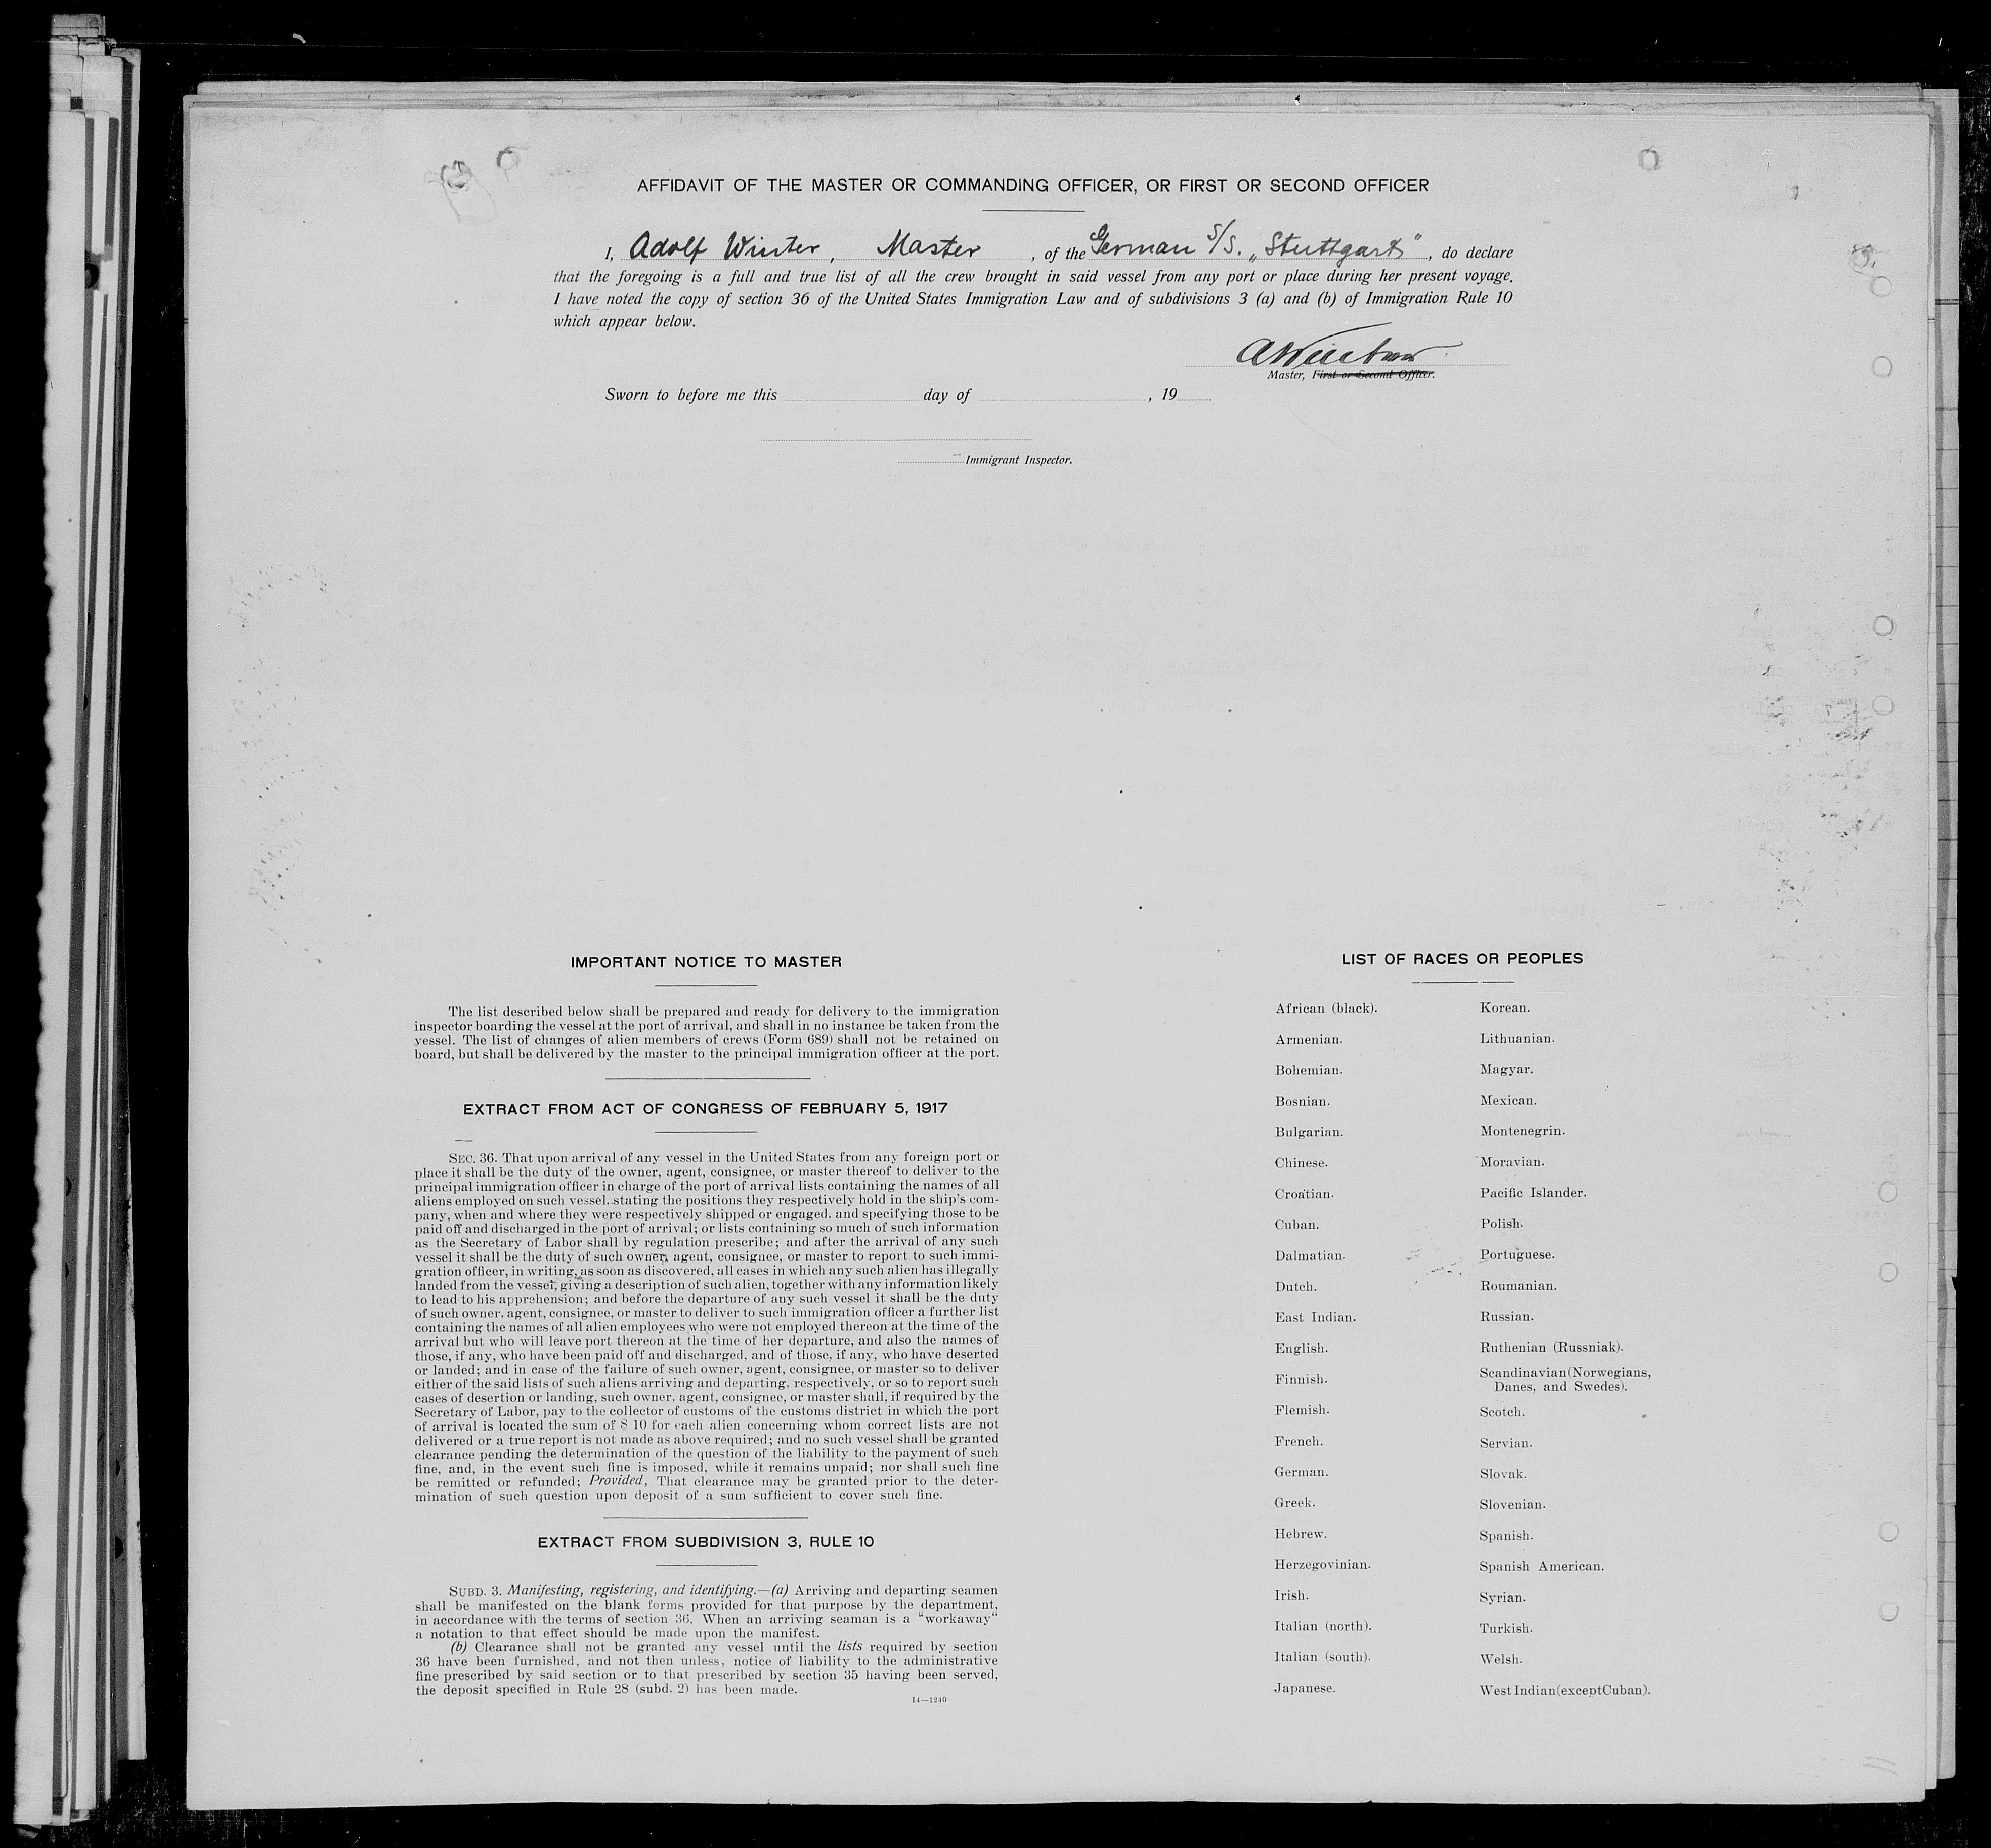 AFFIDAVIT OF THE MASTER OR COMMANDING OFFICER, OR FIRST OR SECOND OFFICER
I, Adolf Winter, Master, of the German S/S. „Stuttgart“, do declare
that the foregoing is a full and true list of all the crew brought in said vessel from any port or place during her present voyage.
I have noted the copy of section 36 of the United States Immigration Law and of subdivisions 3 (a) and (b) of Immigration Rule 10
which appear below.
AWinter
Master, First or Second Officer.
Sworn to before me this day of , 19
Immigrant Inspector.
IMPORTANT NOTICE TO MASTER
The list described below shall be prepared and ready for delivery to the immigration
inspector boarding the vessel at the port of arrival, and shall in no instance be taken from the
vessel. The list of changes of alien members of crews (Form 689) shall not be retained on
board, but shall be delivered by the master to the principal immigration officer at the port.
EXTRACT FROM ACT OF CONGRESS OF FEBRUARY 5, 1917
SEC. 36. That upon arrival of any vessel in the United States from any foreign port or
place it shall be the duty of the owner, agent, consignee, or master thereof to deliver to the
principal immigration officer in charge of the port of arrival lists containing the names of all
aliens employed on such vessel, stating the positions they respectively hold in the ship's com-
pany, when and where they were respectively shipped or engaged, and specifying those to be
paid off and discharged in the port of arrival; or lists containing so much of such information
as the Secretary of Labor shall by regulation prescribe; and after the arrival of any such
vessel it shall be the duty of such owner, agent, consignee, or master to report to such immi-
gration officer, in writing, as soon as discovered, all cases in which any such alien has illegally
landed from the vessel, giving a description of such alien, together with any information likely
to lead to his apprehension; and before the departure of any such vessel it shall be the duty
of such owner, agent, consignee, or master to deliver to such immigration officer a further list
containing the names of all alien employees who were not employed thereon at the time of the
arrival but who will leave port thereon at the time of her departure, and also the names of
those, if any, who have been paid off and discharged, and of those, if any, who have deserted
or landed; and in case of the failure of such owner, agent, consignee, or master so to deliver
either of the said lists of such aliens arriving and departing, respectively, or so to report such
cases of desertion or landing, such owner, agent, consignee, or master shall, if required by the
Secretary of Labor, pay to the collector of customs of the customs district in which the port
of arrival is located the sum of $ 10 for each alien concerning whom correct lists are not
delivered or a true report is not made as above required; and no such vessel shall be granted
clearance pending the determination of the question of the liability to the payment of such
fine, and, in the event such fine is imposed, while it remains unpaid; nor shall such fine
be remitted or refunded; Provided, That clearance may be granted prior to the deter-
mination of such question upon deposit of a sum sufficient to cover such fine.
EXTRACT FROM SUBDIVISION 3, RULE 10
SUBD. 3. Manifesting, registering, and identifying.—(a) Arriving and departing seamen
shall be manifested on the blank forms provided for that purpose by the department,
in accordance with the terms of section 36. When an arriving seaman is a “workaway“
a notation to that effect should be made upon the manifest.
(b) Clearance shall not be granted any vessel until the lists required by section
36 have been furnished, and not then unless, notice of liability to the administrative
fine prescribed by said section or to that prescribed by section 35 having been served,
the deposit specified in Rule 28 (subd. 2) has been made.
14—1240
LIST OF RACES OR PEOPLES
African (black).
Armenian.
Bohemian.
Bosnian.
Bulgarian.
Chinese.
Croatian.
Cuban.
Dalmatian.
Dutch.
East Indian.
English.
Finnish.
Flemish.
French.
German.
Greek.
Hebrew.
Herzegovinian.
Irish.
Italian (north).
Italian (south).
Japanese.
Korean.
Lithuanian.
Magyar.
Mexican.
Montenegrin.
Moravian.
Pacific Islander.
Polish.
Portuguese.
Roumanian.
Russian.
Ruthenian (Russniak).
Scandinavian (Norwegians,
Danes, and Swedes).
Scotch.
Servian.
Slovak.
Slovenian.
Spanish.
Spanish American.
Syrian.
Turkish.
Welsh.
West Indian (except Cuban).